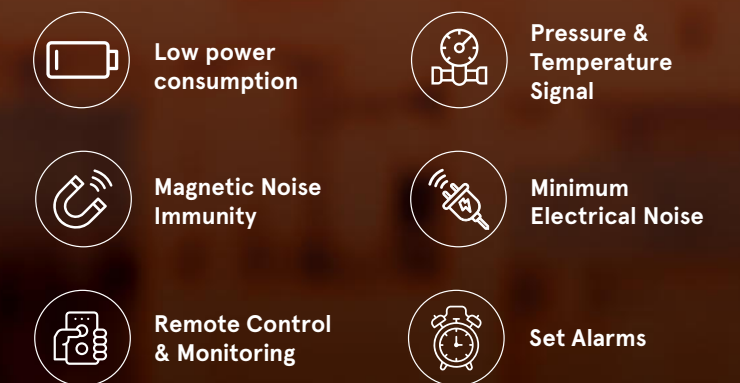 Low power
consumption
Pressure &
Temperature
Signal
Magnetic Noise
Immunity
Minimum
Electrical Noise
Remote Control
& Monitoring
Set Alarms